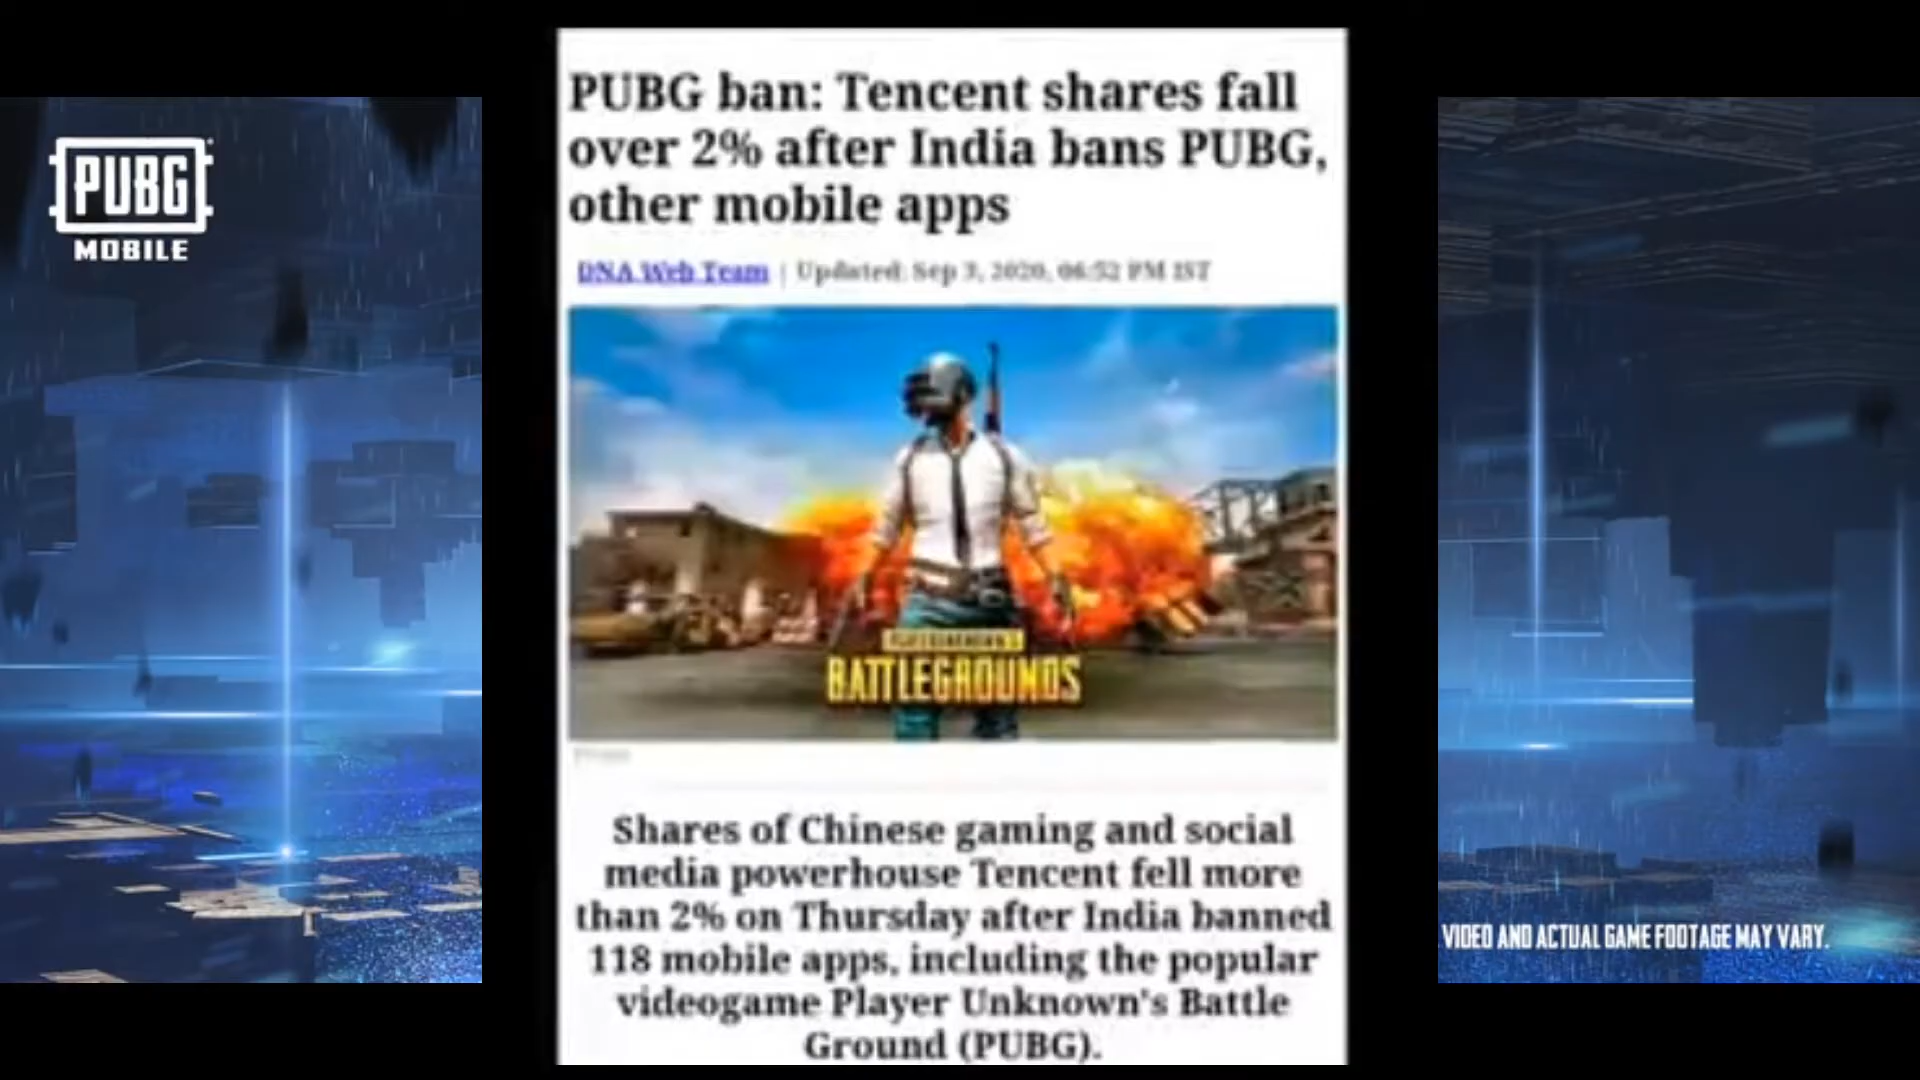 PUBG
MOBILE
PUBG ban: Tencent shares fall
over 2% after India bans PUBG,
other mobile apps
DNA Web Team | Updated: Sep 3, 2020, 06:52 PM IST
PLAYERUNKNOWN'S
BATTLEGROUNDS
Shares of Chinese gaming and social
media powerhouse Tencent fell more
than 2% on Thursday after India banned
118 mobile apps, including the popular
videogame Player Unknown's Battle
Ground (PUBG).
VIDEO AND ACTUAL GAME FOOTAGE MAY VARY.